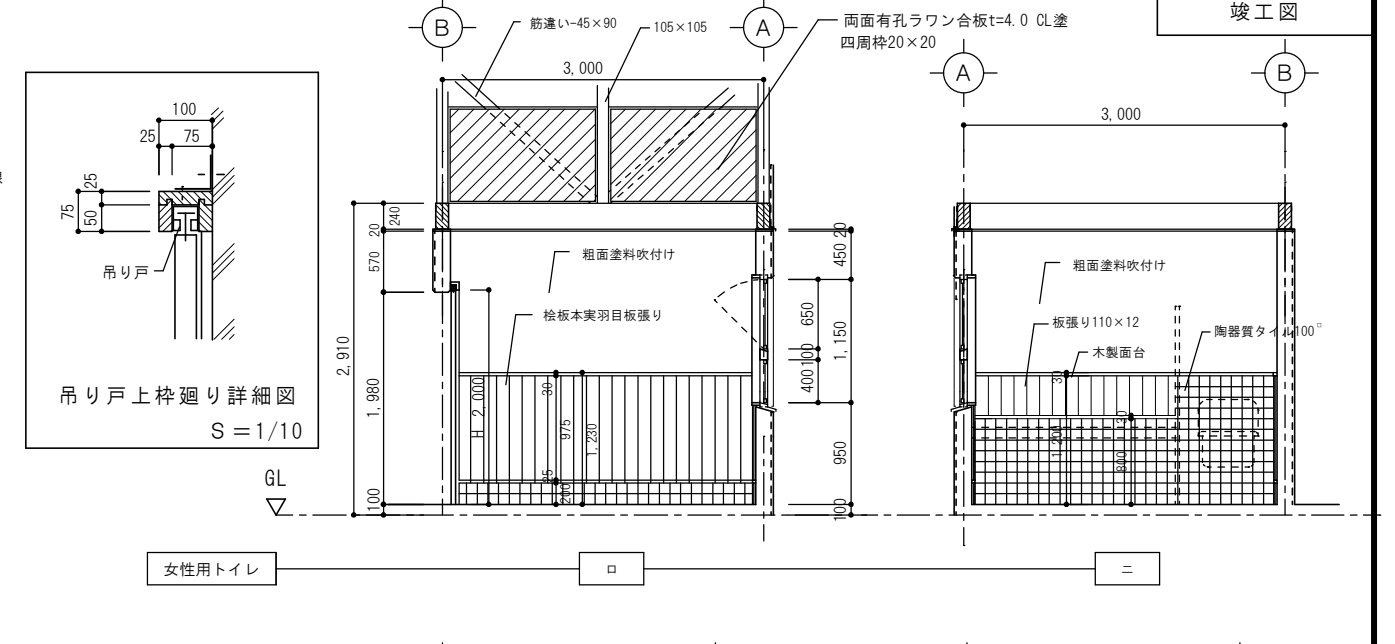 竣工図
B
筋違い-45×90
105×105
A
両面有孔ラワン合板t=4.0 CL塗
四周枠20×20
3,000
A
B
3,000
100
25
75
25
75
50
吊り戸
吊り戸上枠廻り詳細図
S=1/10
240
20
570
2,910
1,980
100
粗面塗料吹付け
桧板本実羽目板張り
H 2,000
30
975
1,230
25
200
20
450
650
1,150
100
400
950
100
粗面塗料吹付け
板張り110×12
木製面台
陶器質タイル100□
30
1,200
30
800
GL
女性用トイレ
ロ
ニ